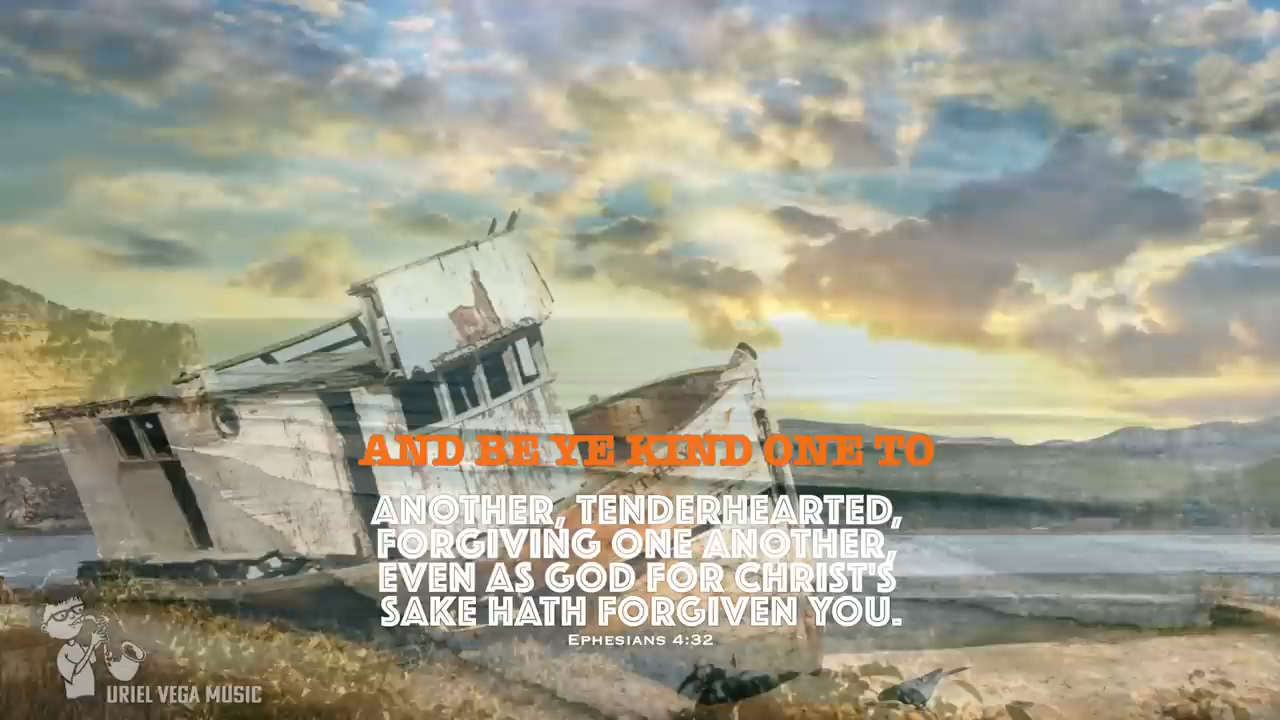 AND BE YE KIND ONE TO
ANOTHER, TENDERHEARTED,
FORGIVING ONE ANOTHER,
EVEN AS GOD FOR CHRIST'S
SAKE HATH FORGIVEN YOU.
EPHESIANS 4:32
URIEL VEGA MUSIC